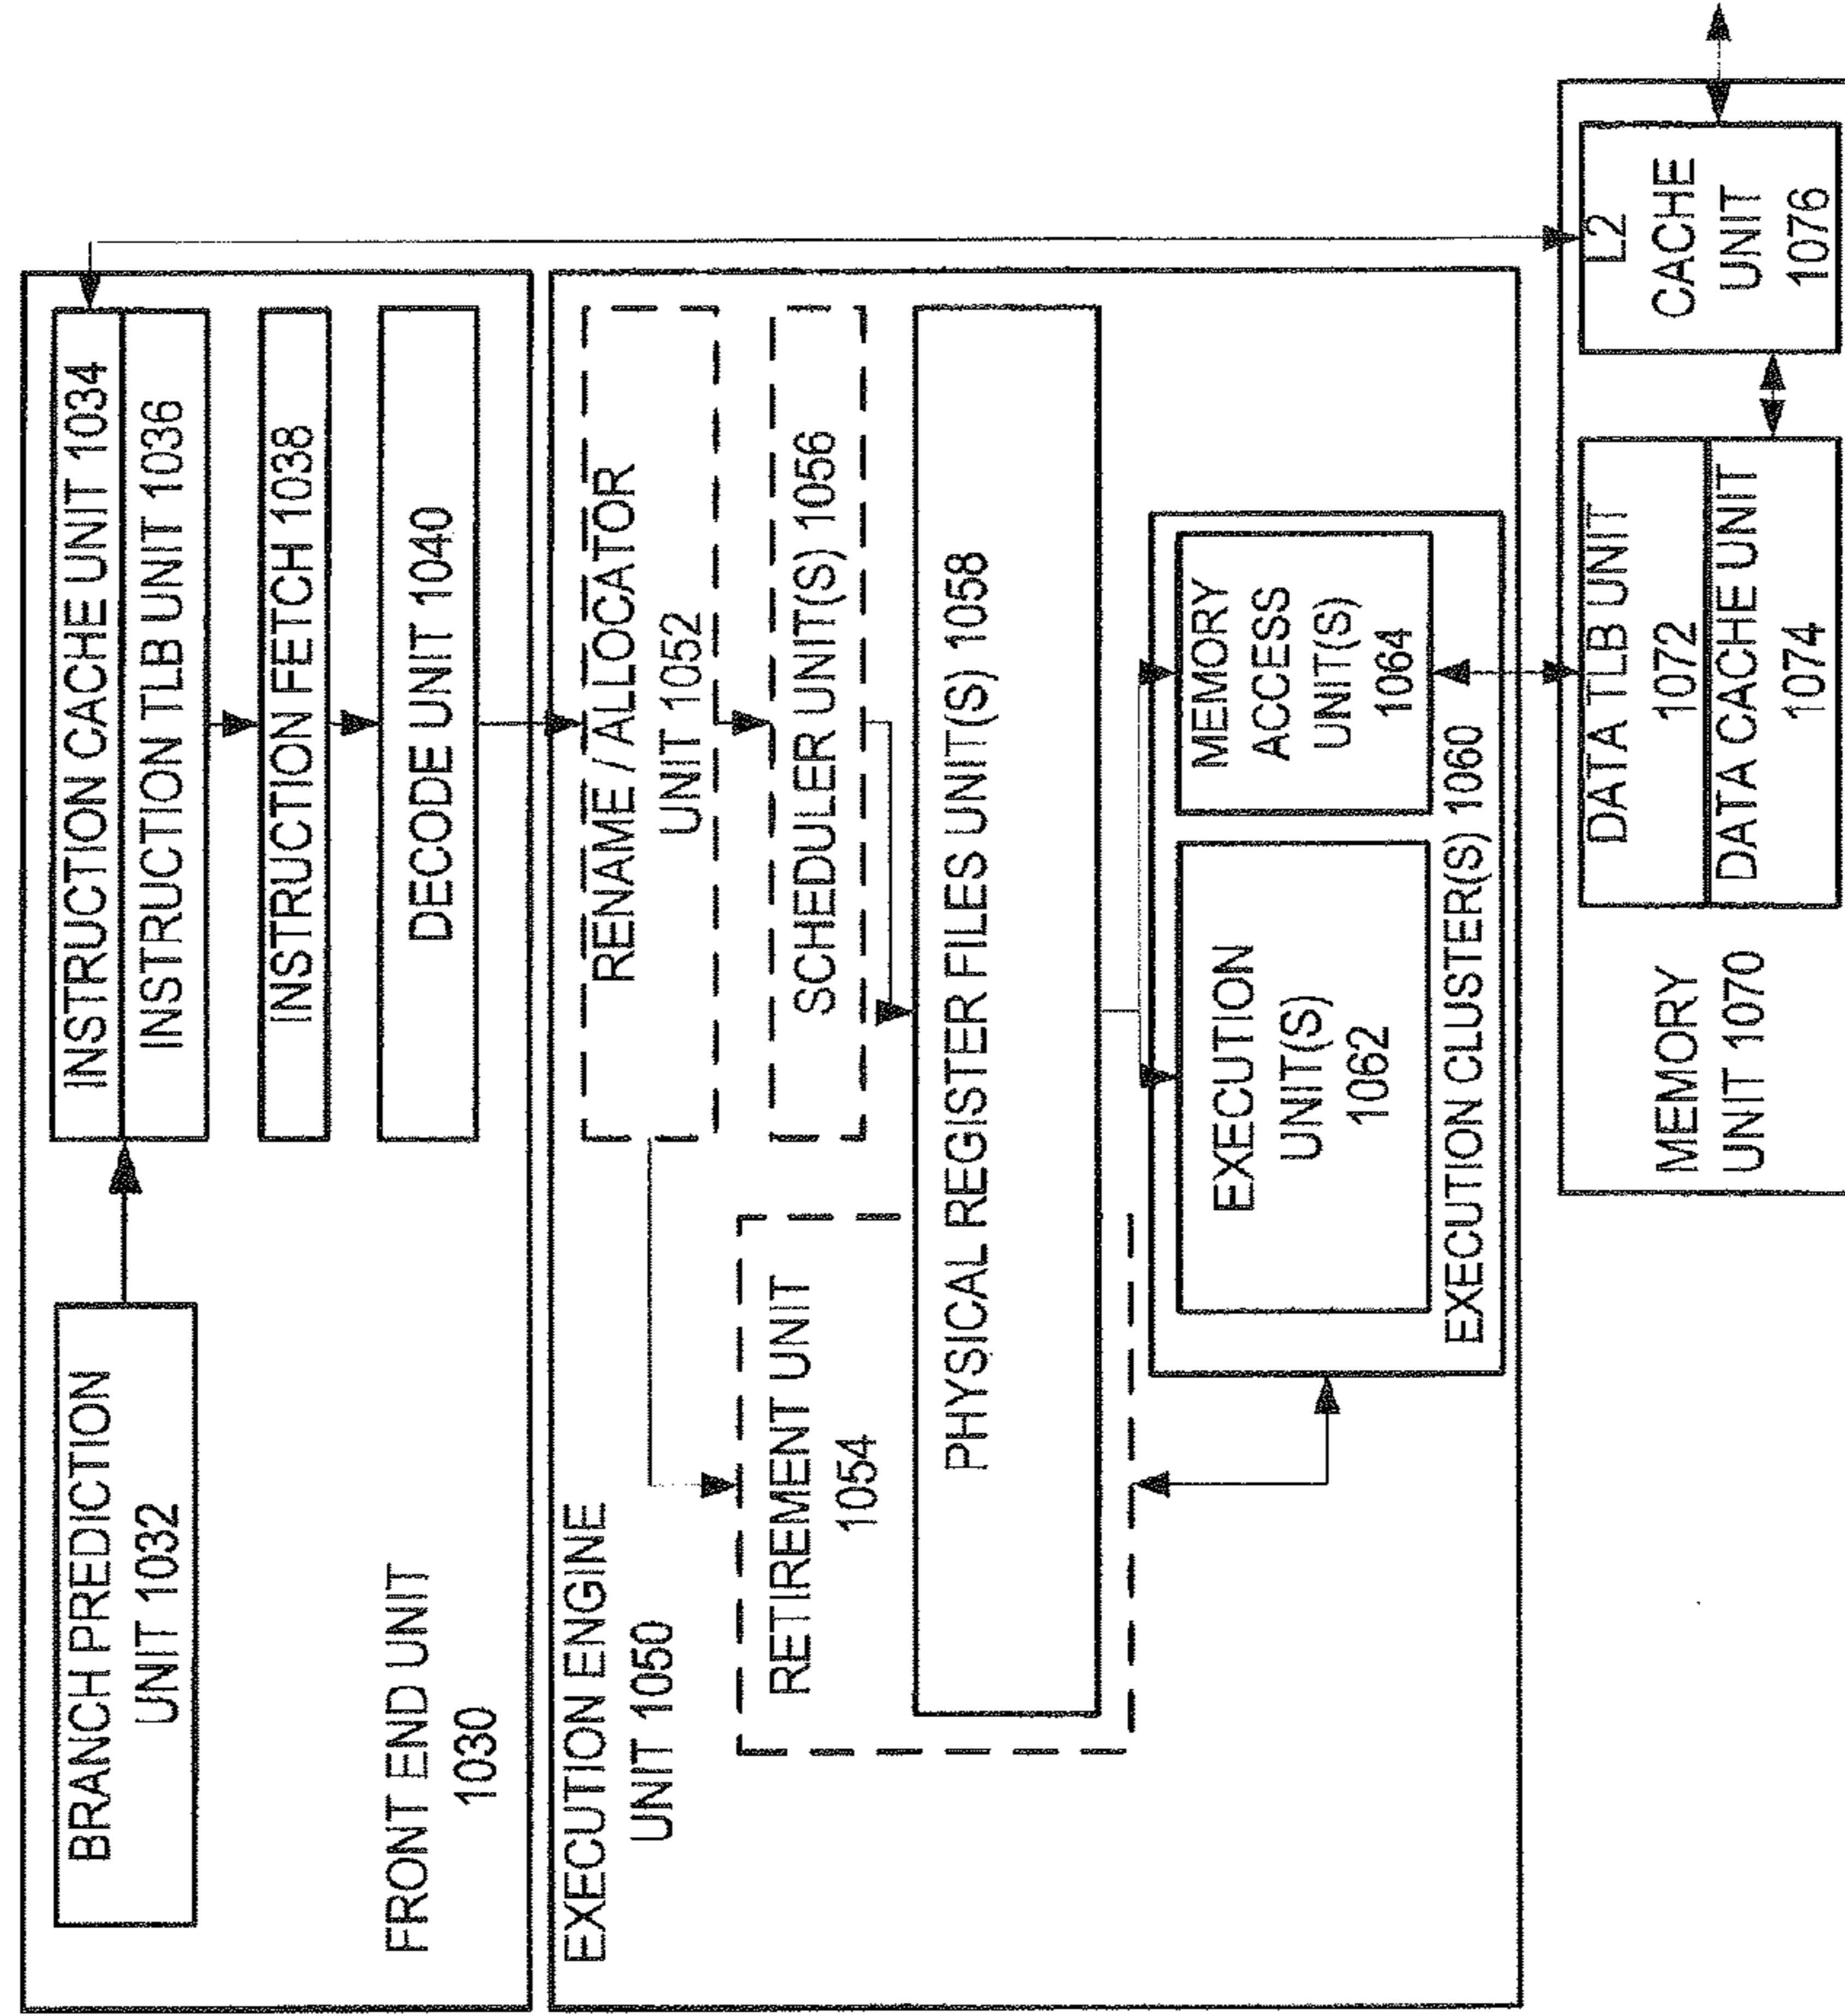 BRANCH PREDICTION
UNIT 1032
INSTRUCTION CACHE UNIT 1034
INSTRUCTION TLB UNIT 1036
INSTRUCTION FETCH 1038
DECODE UNIT 1040
FRONT END UNIT
1030
EXECUTION ENGINE
UNIT 1050
RENAME / ALLOCATOR
UNIT 1052
RETIREMENT UNIT
1054
SCHEDULER UNIT(S) 1056
PHYSICAL REGISTER FILES UNIT(S) 1058
EXECUTION
UNIT(S)
1062
MEMORY
ACCESS
UNIT(S)
1064
EXECUTION CLUSTER(S) 1060
MEMORY
UNIT 1070
DATA TLB UNIT
1072
DATA CACHE UNIT
1074
L2
CACHE
UNIT
1076